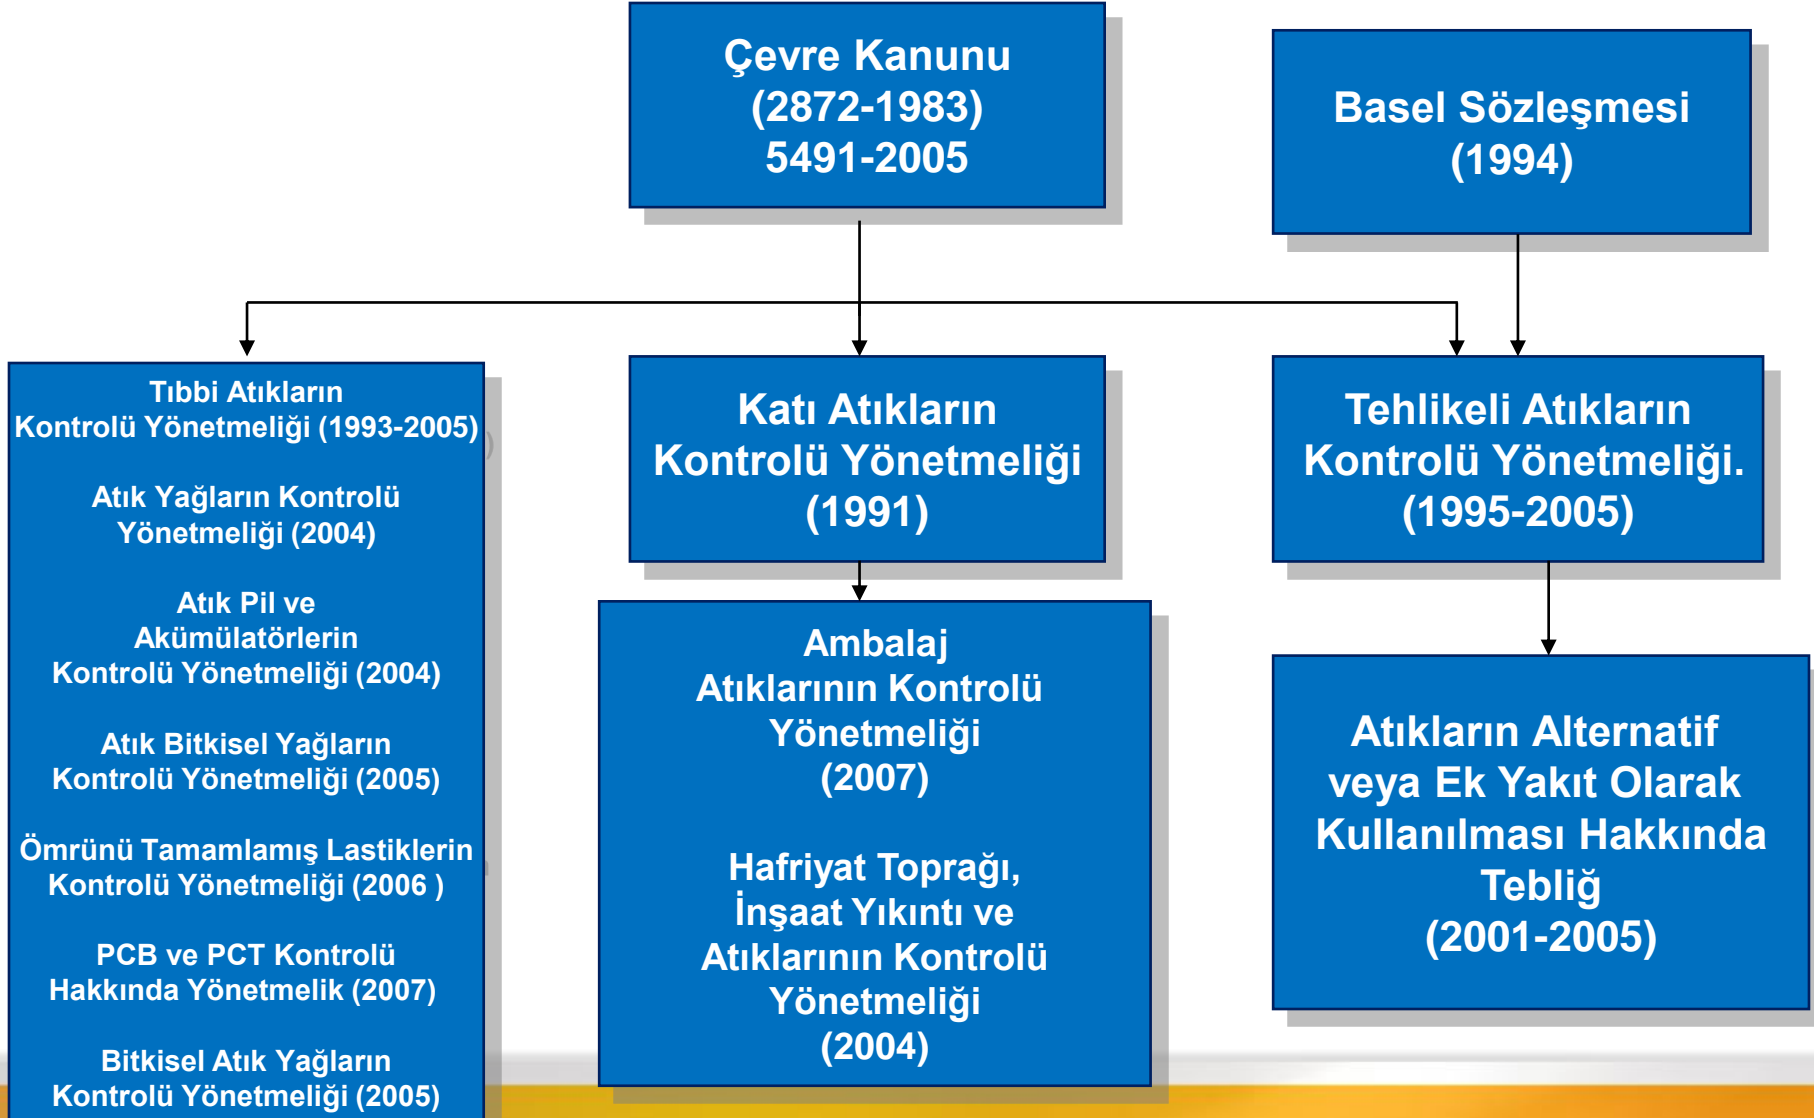 Çevre Kanunu
(2872-1983)
5491-2005
Basel Sözleşmesi
(1994)
Tıbbi Atıkların
Kontrolü Yönetmeliği (1993-2005)
Atık Yağların Kontrolü
Yönetmeliği (2004)
Atık Pil ve
Akümülatörlerin
Kontrolü Yönetmeliği (2004)
Atık Bitkisel Yağların
Kontrolü Yönetmeliği (2005)
Ömrünü Tamamlamış Lastiklerin
Kontrolü Yönetmeliği (2006 )
PCB ve PCT Kontrolü
Hakkında Yönetmelik (2007)
Bitkisel Atık Yağların
Kontrolü Yönetmeliği (2005)
Katı Atıkların
Kontrolü Yönetmeliği
(1991)
Ambalaj
Atıklarının Kontrolü
Yönetmeliği
(2007)
Hafriyat Toprağı,
İnşaat Yıkıntı ve
Atıklarının Kontrolü
Yönetmeliği
(2004)
Tehlikeli Atıkların
Kontrolü Yönetmeliği.
(1995-2005)
Atıkların Alternatif
veya Ek Yakıt Olarak
Kullanılması Hakkında
Tebliğ
(2001-2005)